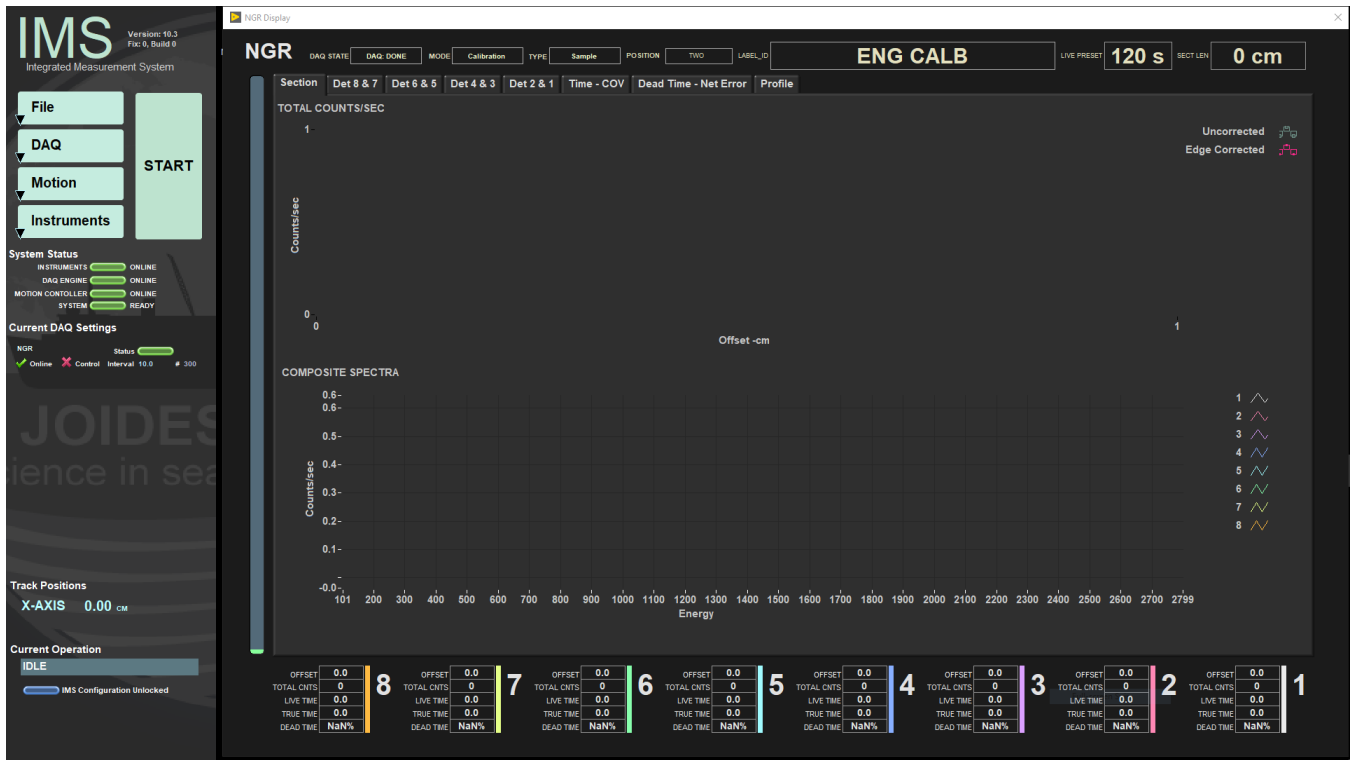 IMS
Version: 10.3
Fix: 0, Build 0
Integrated Measurement System
File
DAQ
Motion
Instruments
START
System Status
INSTRUMENTS ONLINE
DAQ ENGINE ONLINE
MOTION CONTOLLER ONLINE
SYSTEM READY
Current DAQ Settings
NGR Status
Online Control Interval 10.0 # 300
JOIDES
ience in sea
Track Positions
X-AXIS 0.00 CM
Current Operation
IDLE
IMS Configuration Unlocked
NGR Display
NGR DAQ STATE DAQ: DONE MODE Calibration TYPE Sample POSITION TWO LABEL_ID ENG CALB LIVE PRESET 120 s SECT LEN 0 cm
Section Det 8 & 7 Det 6 & 5 Det 4 & 3 Det 2 & 1 Time - COV Dead Time - Net Error Profile
TOTAL COUNTS/SEC
1
Uncorrected
Edge Corrected
Counts/sec
0
0 1
Offset -cm
COMPOSITE SPECTRA
0.6
0.6
0.5
0.4
0.3
0.2
0.1
-0.0
Counts/sec
1
2
3
4
5
6
7
8
101 200 300 400 500 600 700 800 900 1000 1100 1200 1300 1400 1500 1600 1700 1800 1900 2000 2100 2200 2300 2400 2500 2600 2700 2799
Energy
OFFSET 0.0 OFFSET 0.0 OFFSET 0.0 OFFSET 0.0 OFFSET 0.0 OFFSET 0.0 OFFSET 0.0 OFFSET 0.0
TOTAL CNTS 0 8 TOTAL CNTS 0 7 TOTAL CNTS 0 6 TOTAL CNTS 0 5 TOTAL CNTS 0 4 TOTAL CNTS 0 3 TOTAL CNTS 0 2 TOTAL CNTS 0 1
LIVE TIME 0.0 LIVE TIME 0.0 LIVE TIME 0.0 LIVE TIME 0.0 LIVE TIME 0.0 LIVE TIME 0.0 LIVE TIME 0.0 LIVE TIME 0.0
TRUE TIME 0.0 TRUE TIME 0.0 TRUE TIME 0.0 TRUE TIME 0.0 TRUE TIME 0.0 TRUE TIME 0.0 TRUE TIME 0.0 TRUE TIME 0.0
DEAD TIME NaN% DEAD TIME NaN% DEAD TIME NaN% DEAD TIME NaN% DEAD TIME NaN% DEAD TIME NaN% DEAD TIME NaN% DEAD TIME NaN%